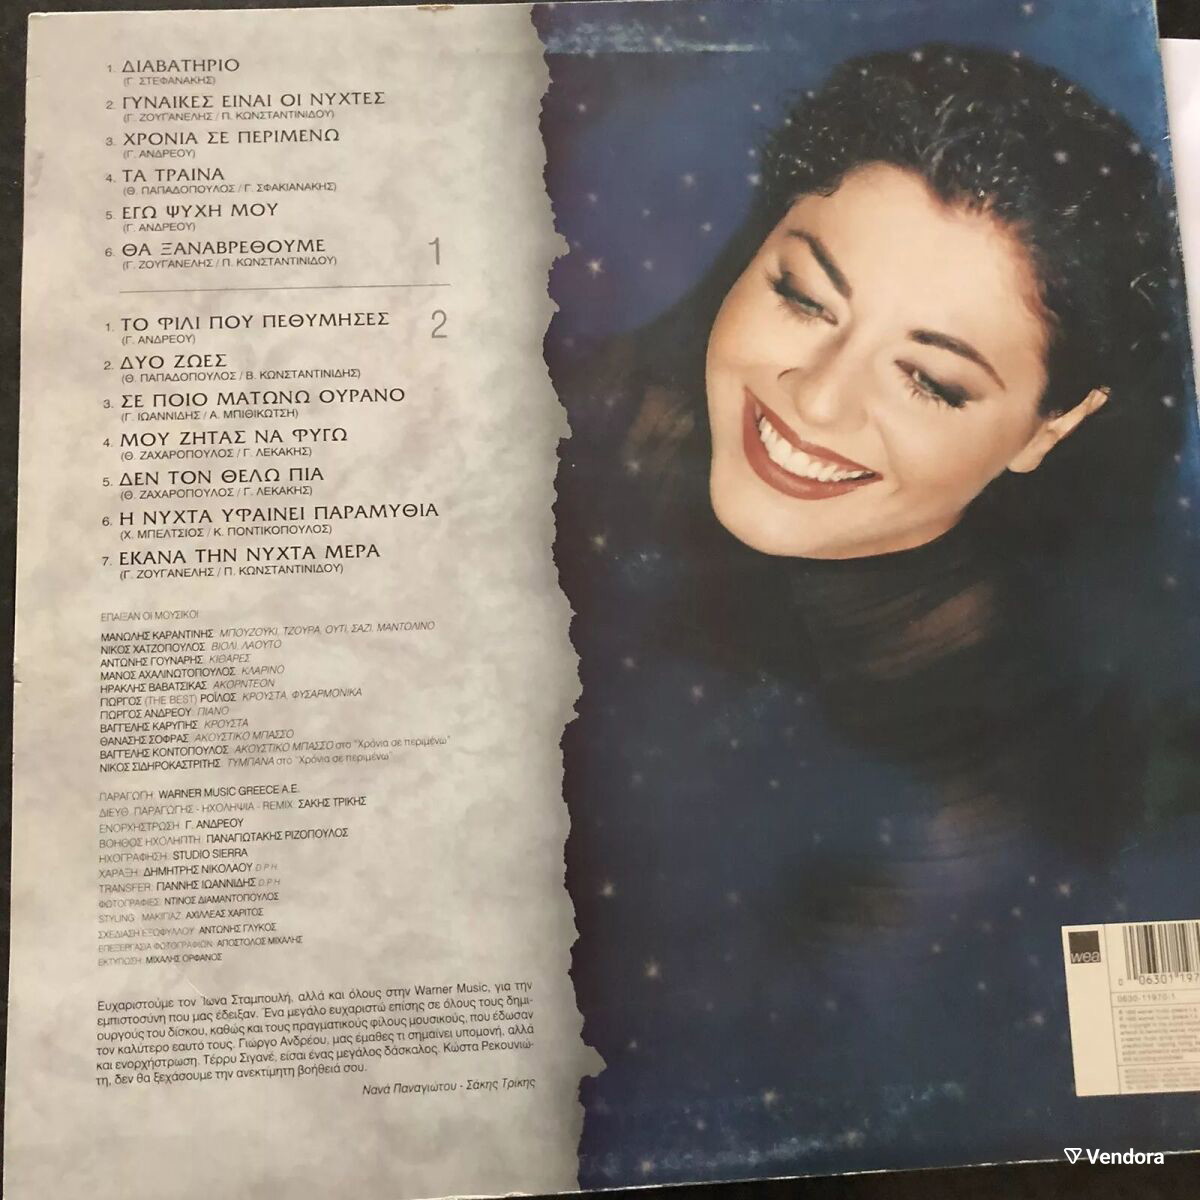 1. ΔΙΑΒΑΤΗΡΙΟ
(Γ. ΣΤΕΦΑΝΑΚΗΣ)
2. ΓΥΝΑΙΚΕΣ ΕΙΝΑΙ ΟΙ ΝΥΧΤΕΣ
(Γ. ΖΟΥΓΑΝΕΛΗΣ / Π. ΚΩΝΣΤΑΝΤΙΝΙΔΟΥ)
3. ΧΡΟΝΙΑ ΣΕ ΠΕΡΙΜΕΝΩ
(Γ. ΑΝΔΡΕΟΥ)
4. ΤΑ ΤΡΑΙΝΑ
(Θ. ΠΑΠΑΔΟΠΟΥΛΟΣ / Γ. ΣΦΑΚΙΑΝΑΚΗΣ)
5. ΕΓΩ ΨΥΧΗ ΜΟΥ
(Γ. ΑΝΔΡΕΟΥ)
6. ΘΑ ΞΑΝΑΒΡΕΘΟΥΜΕ
(Γ. ΖΟΥΓΑΝΕΛΗΣ / Π. ΚΩΝΣΤΑΝΤΙΝΙΔΟΥ)
1
2
1. ΤΟ ΦΙΛΙ ΠΟΥ ΠΕΘΥΜΗΣΕΣ
(Γ. ΑΝΔΡΕΟΥ)
2. ΔΥΟ ΖΩΕΣ
(Θ. ΠΑΠΑΔΟΠΟΥΛΟΣ / Β. ΚΩΝΣΤΑΝΤΙΝΙΔΗΣ)
3. ΣΕ ΠΟΙΟ ΜΑΤΩΝΩ ΟΥΡΑΝΟ
(Γ. ΙΩΑΝΝΙΔΗΣ / Α. ΜΠΙΘΙΚΩΤΣΗ)
4. ΜΟΥ ΖΗΤΑΣ ΝΑ ΦΥΓΩ
(Θ. ΖΑΧΑΡΟΠΟΥΛΟΣ / Γ. ΛΕΚΑΚΗΣ)
5. ΔΕΝ ΤΟΝ ΘΕΛΩ ΠΙΑ
(Θ. ΖΑΧΑΡΟΠΟΥΛΟΣ / Γ. ΛΕΚΑΚΗΣ)
6. Η ΝΥΧΤΑ ΥΦΑΙΝΕΙ ΠΑΡΑΜΥΘΙΑ
(Χ. ΜΠΕΛΤΣΙΟΣ / Κ. ΠΟΝΤΙΚΟΠΟΥΛΟΣ)
7. ΕΚΑΝΑ ΤΗΝ ΝΥΧΤΑ ΜΕΡΑ
(Γ. ΖΟΥΓΑΝΕΛΗΣ / Π. ΚΩΝΣΤΑΝΤΙΝΙΔΟΥ)
ΕΠΑΙΞΑΝ ΟΙ ΜΟΥΣΙΚΟΙ
ΜΑΝΩΛΗΣ ΚΑΡΑΝΤΙΝΗΣ: ΜΠΟΥΖΟΥΚΙ, ΤΖΟΥΡΑ, ΟΥΤΙ, ΣΑΖΙ, ΜΑΝΤΟΛΙΝΟ
ΝΙΚΟΣ ΧΑΤΖΟΠΟΥΛΟΣ: ΒΙΟΛΙ, ΛΑΟΥΤΟ
ΑΝΤΩΝΗΣ ΓΟΥΝΑΡΗΣ: ΚΙΘΑΡΕΣ
ΜΑΝΟΣ ΑΧΑΛΙΝΩΤΟΠΟΥΛΟΣ: ΚΛΑΡΙΝΟ
ΗΡΑΚΛΗΣ ΒΑΒΑΤΣΙΚΑΣ: ΑΚΟΡΝΤΕΟΝ
ΓΙΩΡΓΟΣ (THE BEST) ΡΟΪΛΟΣ: ΚΡΟΥΣΤΑ, ΦΥΣΑΡΜΟΝΙΚΑ
ΓΙΩΡΓΟΣ ΑΝΔΡΕΟΥ: ΠΙΑΝΟ
ΒΑΓΓΕΛΗΣ ΚΑΡΥΠΗΣ: ΚΡΟΥΣΤΑ
ΘΑΝΑΣΗΣ ΣΟΦΡΑΣ: ΑΚΟΥΣΤΙΚΟ ΜΠΑΣΣΟ
ΒΑΓΓΕΛΗΣ ΚΟΝΤΟΠΟΥΛΟΣ: ΑΚΟΥΣΤΙΚΟ ΜΠΑΣΣΟ στο "Χρόνια σε περιμένω"
ΝΙΚΟΣ ΣΙΔΗΡΟΚΑΣΤΡΙΤΗΣ: ΤΥΜΠΑΝΑ στο "Χρόνια σε περιμένω"
ΠΑΡΑΓΩΓΗ: WARNER MUSIC GREECE A.E.
ΔΙΕΥΘ. ΠΑΡΑΓΩΓΗΣ - ΗΧΟΛΗΨΙΑ - REMIX: ΣΑΚΗΣ ΤΡΙΚΗΣ
ΕΝΟΡΧΗΣΤΡΩΣΗ: Γ. ΑΝΔΡΕΟΥ
ΒΟΗΘΟΣ ΗΧΟΛΗΠΤΗ: ΠΑΝΑΓΙΩΤΑΚΗΣ ΡΙΖΟΠΟΥΛΟΣ
ΗΧΟΓΡΑΦΗΣΗ: STUDIO SIERRA
ΧΑΡΑΞΗ: ΔΗΜΗΤΡΗΣ ΝΙΚΟΛΑΟΥ D.P.H.
TRANSFER: ΓΙΑΝΝΗΣ ΙΩΑΝΝΙΔΗΣ D.P.H.
ΦΩΤΟΓΡΑΦΙΕΣ: ΝΤΙΝΟΣ ΔΙΑΜΑΝΤΟΠΟΥΛΟΣ
STYLING - ΜΑΚΙΓΙΑΖ: ΑΧΙΛΛΕΑΣ ΧΑΡΙΤΟΣ
ΣΧΕΔΙΑΣΗ ΕΞΩΦΥΛΛΟΥ: ΑΝΤΩΝΗΣ ΓΛΥΚΟΣ
ΕΠΕΞΕΡΓΑΣΙΑ ΦΩΤΟΓΡΑΦΙΩΝ: ΑΠΟΣΤΟΛΟΣ ΜΙΧΑΛΗΣ
ΕΚΤΥΠΩΣΗ: ΜΙΧΑΛΗΣ ΟΡΦΑΝΟΣ
Ευχαριστούμε τον Ίωνα Σταμπουλή, αλλά και όλους στην Warner Music, για την
εμπιστοσύνη που μας έδειξαν. Ένα μεγάλο ευχαριστώ επίσης σε όλους τους δημι-
ουργούς του δίσκου, καθώς και τους πραγματικούς φίλους μουσικούς, που έδωσαν
τον καλύτερο εαυτό τους. Γιώργο Ανδρέου, μας έμαθες τι σημαίνει υπομονή, αλλά
και ενορχήστρωση. Τέρρυ Σιγανέ, είσαι ένας μεγάλος δάσκαλος. Κώστα Ρεκουνιώ-
τη, δεν θα ξεχάσουμε την ανεκτίμητη βοήθειά σου.
Νανά Παναγιώτου - Σάκης Τρίκης
wea
0 06301 197
0630-11970-1
Vendora